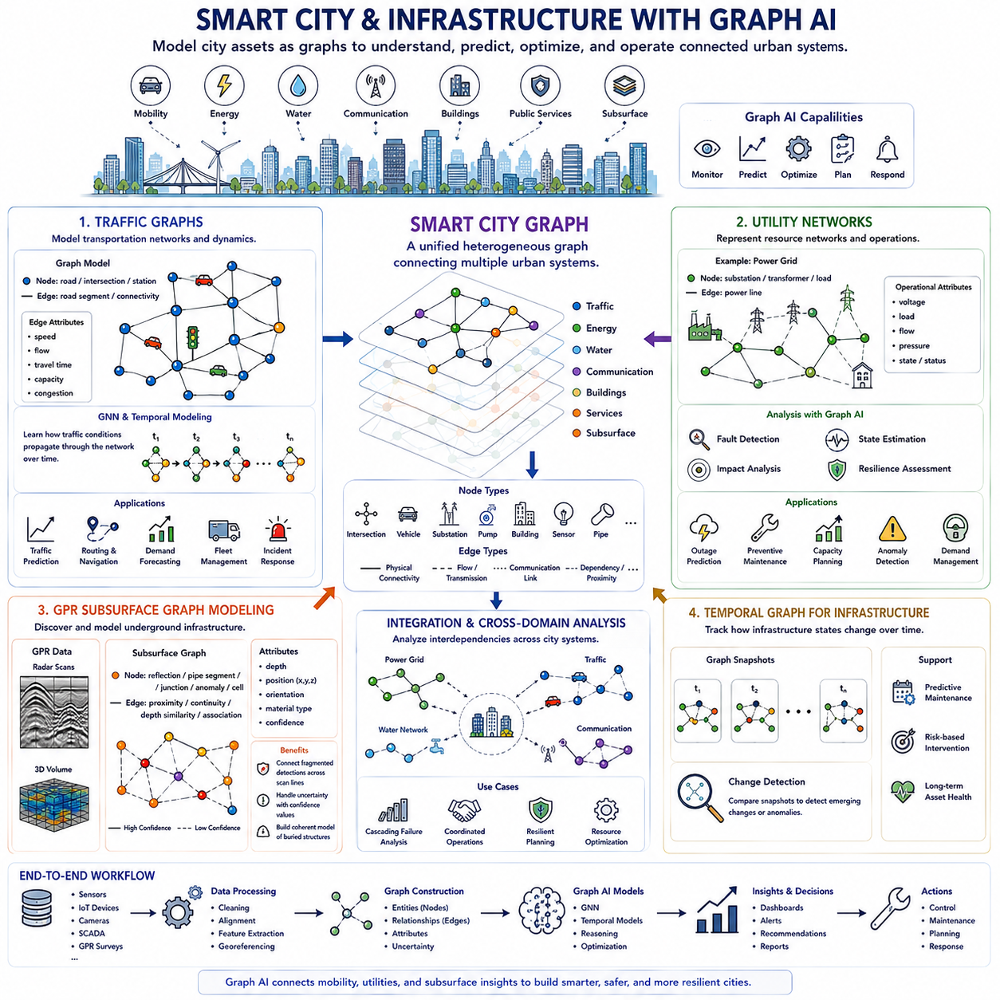 SMART CITY & INFRASTRUCTURE WITH GRAPH AI
Model city assets as graphs to understand, predict, optimize, and operate connected urban systems.
Mobility
Energy
Water
Communication
Buildings
Public Services
Subsurface
Graph AI Capalilities
Monitor
Predict
Optimize
Plan
Respond
1. TRAFFIC GRAPHS
Model transportation networks and dynamics.
Graph Model
Node: road / intersection / station
Edge: road segment / connectivity
Edge Attributes
• speed
• flow
• travel time
• capacity
• congestion
GNN & Temporal Modeling
Learn how traffic conditions
propagate through the network
over time.
t1
t2
t3
tn
Applications
Traffic
Prediction
Routing &
Navigation
Demand
Forecasting
Fleet
Management
Incident
Response
SMART CITY GRAPH
A unified heterogeneous graph
connecting multiple urban systems.
Traffic
Energy
Water
Communication
Buildings
Services
Subsurface
Node Types
Intersection
Vehicle
Substation
Pump
Building
Sensor
Pipe
...
Edge Types
Physical
Connectivity
Flow /
Transmission
Communication
Link
Dependency /
Proximity
...
2. UTILITY NETWORKS
Represent resource networks and operations.
Example: Power Grid
Node: substation / transformer / load
Edge: power line
Operational Attributes
• voltage
• load
• flow
• pressure
• state / status
Analysis with Graph AI
Fault Detection
State Estimation
Impact Analysis
Resilience Assessment
Applications
Outage
Prediction
Preventive
Maintenance
Capacity
Planning
Anomaly
Detection
Demand
Management
3. GPR SUBSURFACE GRAPH MODELING
Discover and model underground infrastructure.
GPR Data
Radar Scans
3D Volume
Subsurface Graph
Node: reflection / pipe segment /
/ junction / anomaly / cell
Edge: proximity / continuity /
depth similarity / association
High Confidence
Low Confidence
Attributes
• depth
• position (x,y,z)
• orientation
• material type
• confidence
Benefits
Connect fragmented
detections across
scan lines
Handle uncertainty
with confidence
values
Build coherent model
of buried structures
INTEGRATION & CROSS-DOMAIN ANALYSIS
Analyze interdependencies across city systems.
Power Grid
Traffic
Water Network
Communication
Use Cases
Cascading Failure
Analysis
Coordinated
Operations
Resilient
Planning
Resource
Optimization
4. TEMPORAL GRAPH FOR INFRASTRUCTURE
Track how infrastructure states change over time.
Graph Snapshots
t1
t2
tn
Change Detection
Compare snapshots to detect emerging
changes or anomalies.
Support
Predictive
Maintenance
Risk-based
Intervention
Long-term
Asset Health
END-TO-END WORKFLOW
• Sensors
• IoT Devices
• Cameras
• SCADA
• GPR Surveys
...
Data Processing
• Cleaning
• Alignment
• Feature Extraction
• Georeferencing
Graph Construction
• Entities (Nodes)
• Relationships (Edges)
• Attributes
• Uncertainty
Graph AI Models
• GNN
• Temporal Models
• Reasoning
• Optimization
Insights & Decisions
• Dashboards
• Alerts
• Recommendations
• Reports
Actions
• Control
• Maintenance
• Planning
• Response
Graph AI connects mobility, utilities, and subsurface insights to build smarter, safer, and more resilient cities.